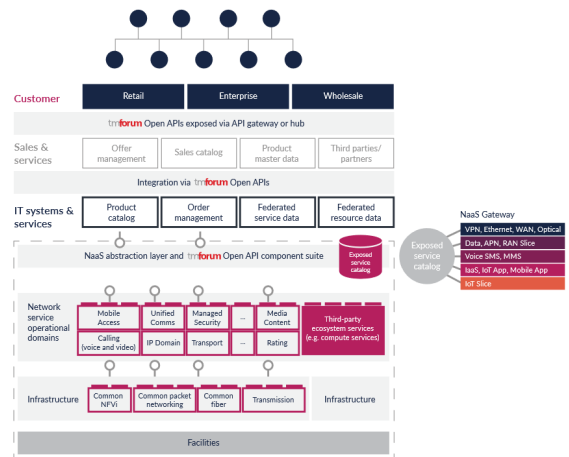 Customer
Retail
Enterprise
Wholesale
tmforum Open APIs exposed via API gateway or hub
Sales &
services
Offer
management
Sales catalog
Product
master data
Third parties/
partners
Integration via tmforum Open APIs
IT systems &
services
Product
catalog
Order
management
Federated
service data
Federated
resource data
NaaS abstraction layer and tmforum Open API component suite
Exposed
service
catalog
NaaS Gateway
Exposed
service
catalog
VPN, Ethernet, WAN, Optical
Data, APN, RAN Slice
Voice SMS, MMS
IaaS, IoT App, Mobile App
IoT Slice
Network
service
operational
domains
Mobile
Access
Unified
Comms
Managed
Security
...
Media
Content
Calling
(voice and video)
IP Domain
Transport
...
Rating
Third-party
ecosystem services
(e.g. compute services)
Infrastructure
Common
NFVi
Common packet
networking
Common
fiber
Transmission
Infrastructure
Facilities